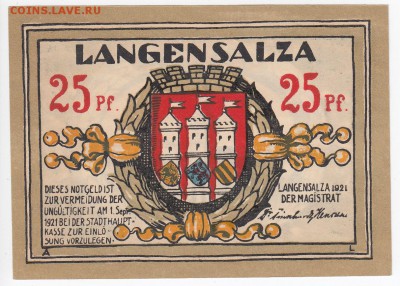 COINS.LAVE.RU
LANGENSALZA
25 Pf.
25 Pf.
DIESES NOTGELD IST
ZUR VERMEIDUNG DER
UNGÜLTIGKEIT AM 1. Sept.
1921 BEI DER STADTHAUPT-
KASSE ZUR EINLÖ-
SUNG VORZULEGEN.
LANGENSALZA 1921
DER MAGISTRAT
A
L